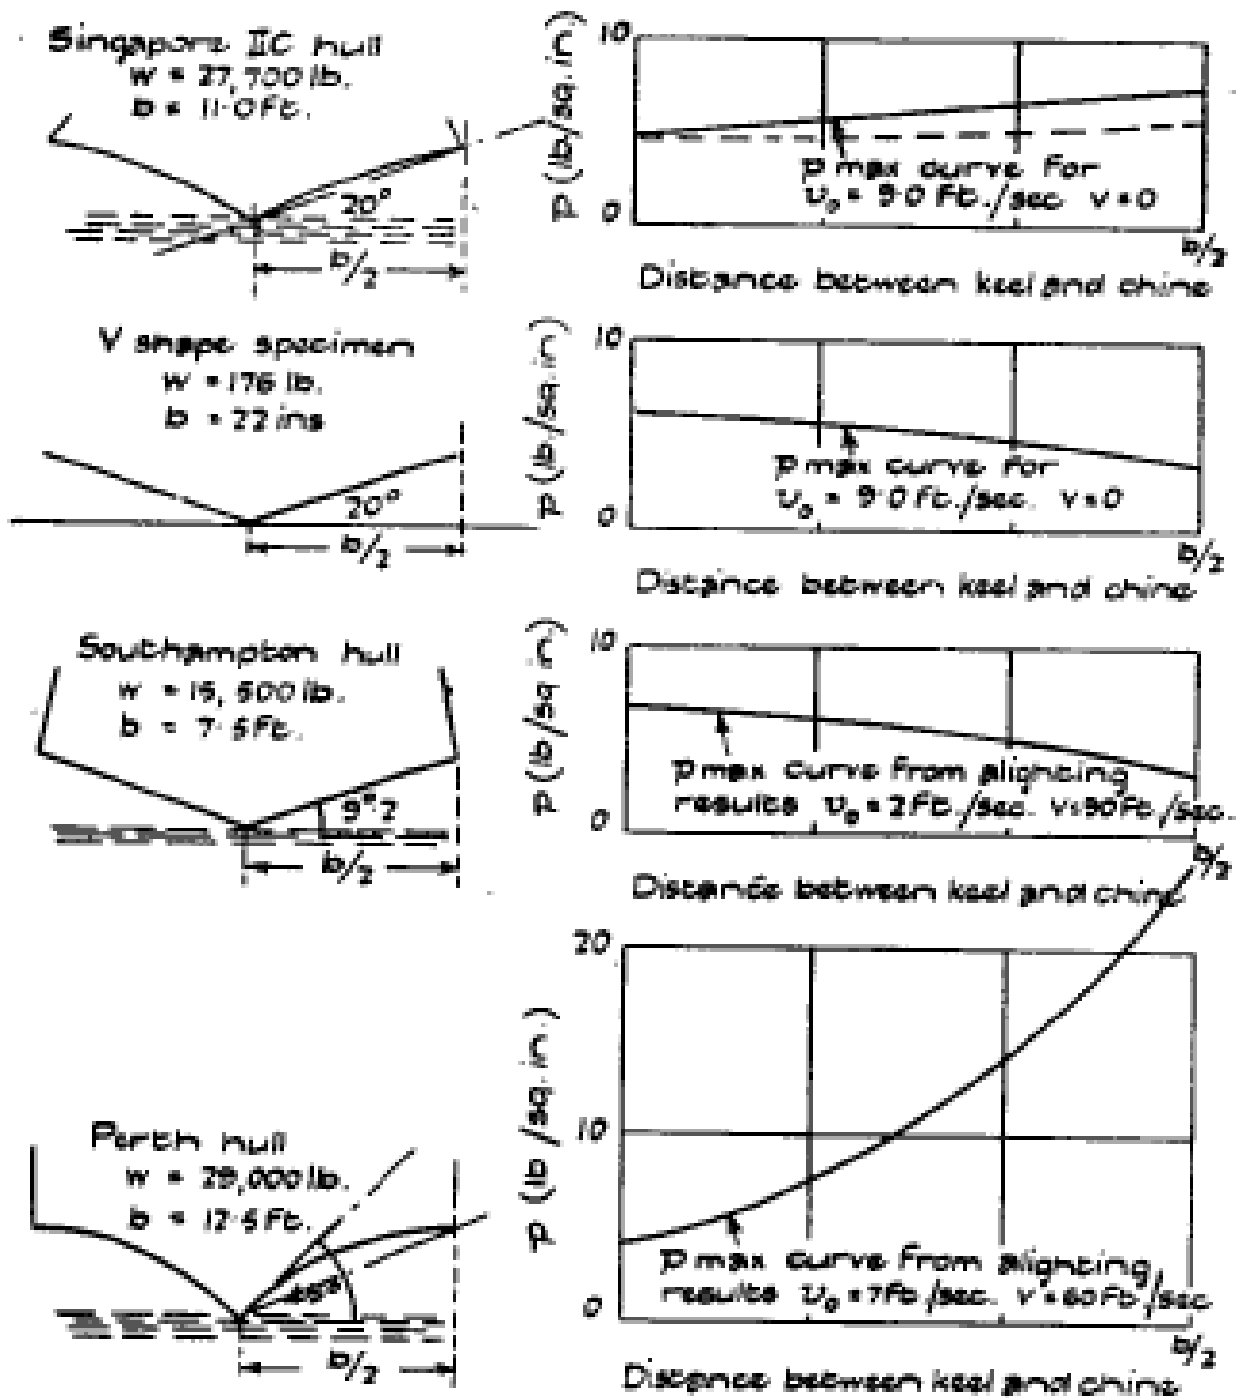 Singapore IIC hull
w = 27,700 lb.
b = 11·0 Ft.
20°
b/2
p (lb/sq. in)
10
0
p max curve for
v₀ = 9·0 Ft./sec v=0
b/2
Distance between keel and chine
V shape specimen
w = 176 lb.
b = 22 ins
20°
b/2
p (lb./sq. in)
10
0
p max curve for
v₀ = 9·0 Ft./sec. v=0
b/2
Distance between keel and chine
Southampton hull
w = 15,500 lb.
b = 7·5 Ft.
9°·2
b/2
p (lb/sq in)
10
0
p max curve from alighting
results v₀ = 2 Ft./sec. v=90 Ft./sec.
b/2
Distance between keel and chine
Perth hull
w = 29,000 lb.
b = 12·5 Ft.
b/2
p (lb/sq. in.)
20
10
0
p max curve from alighting
results v₀ = 7 Ft./sec. v=60 Ft/sec
b/2
Distance between keel and chine